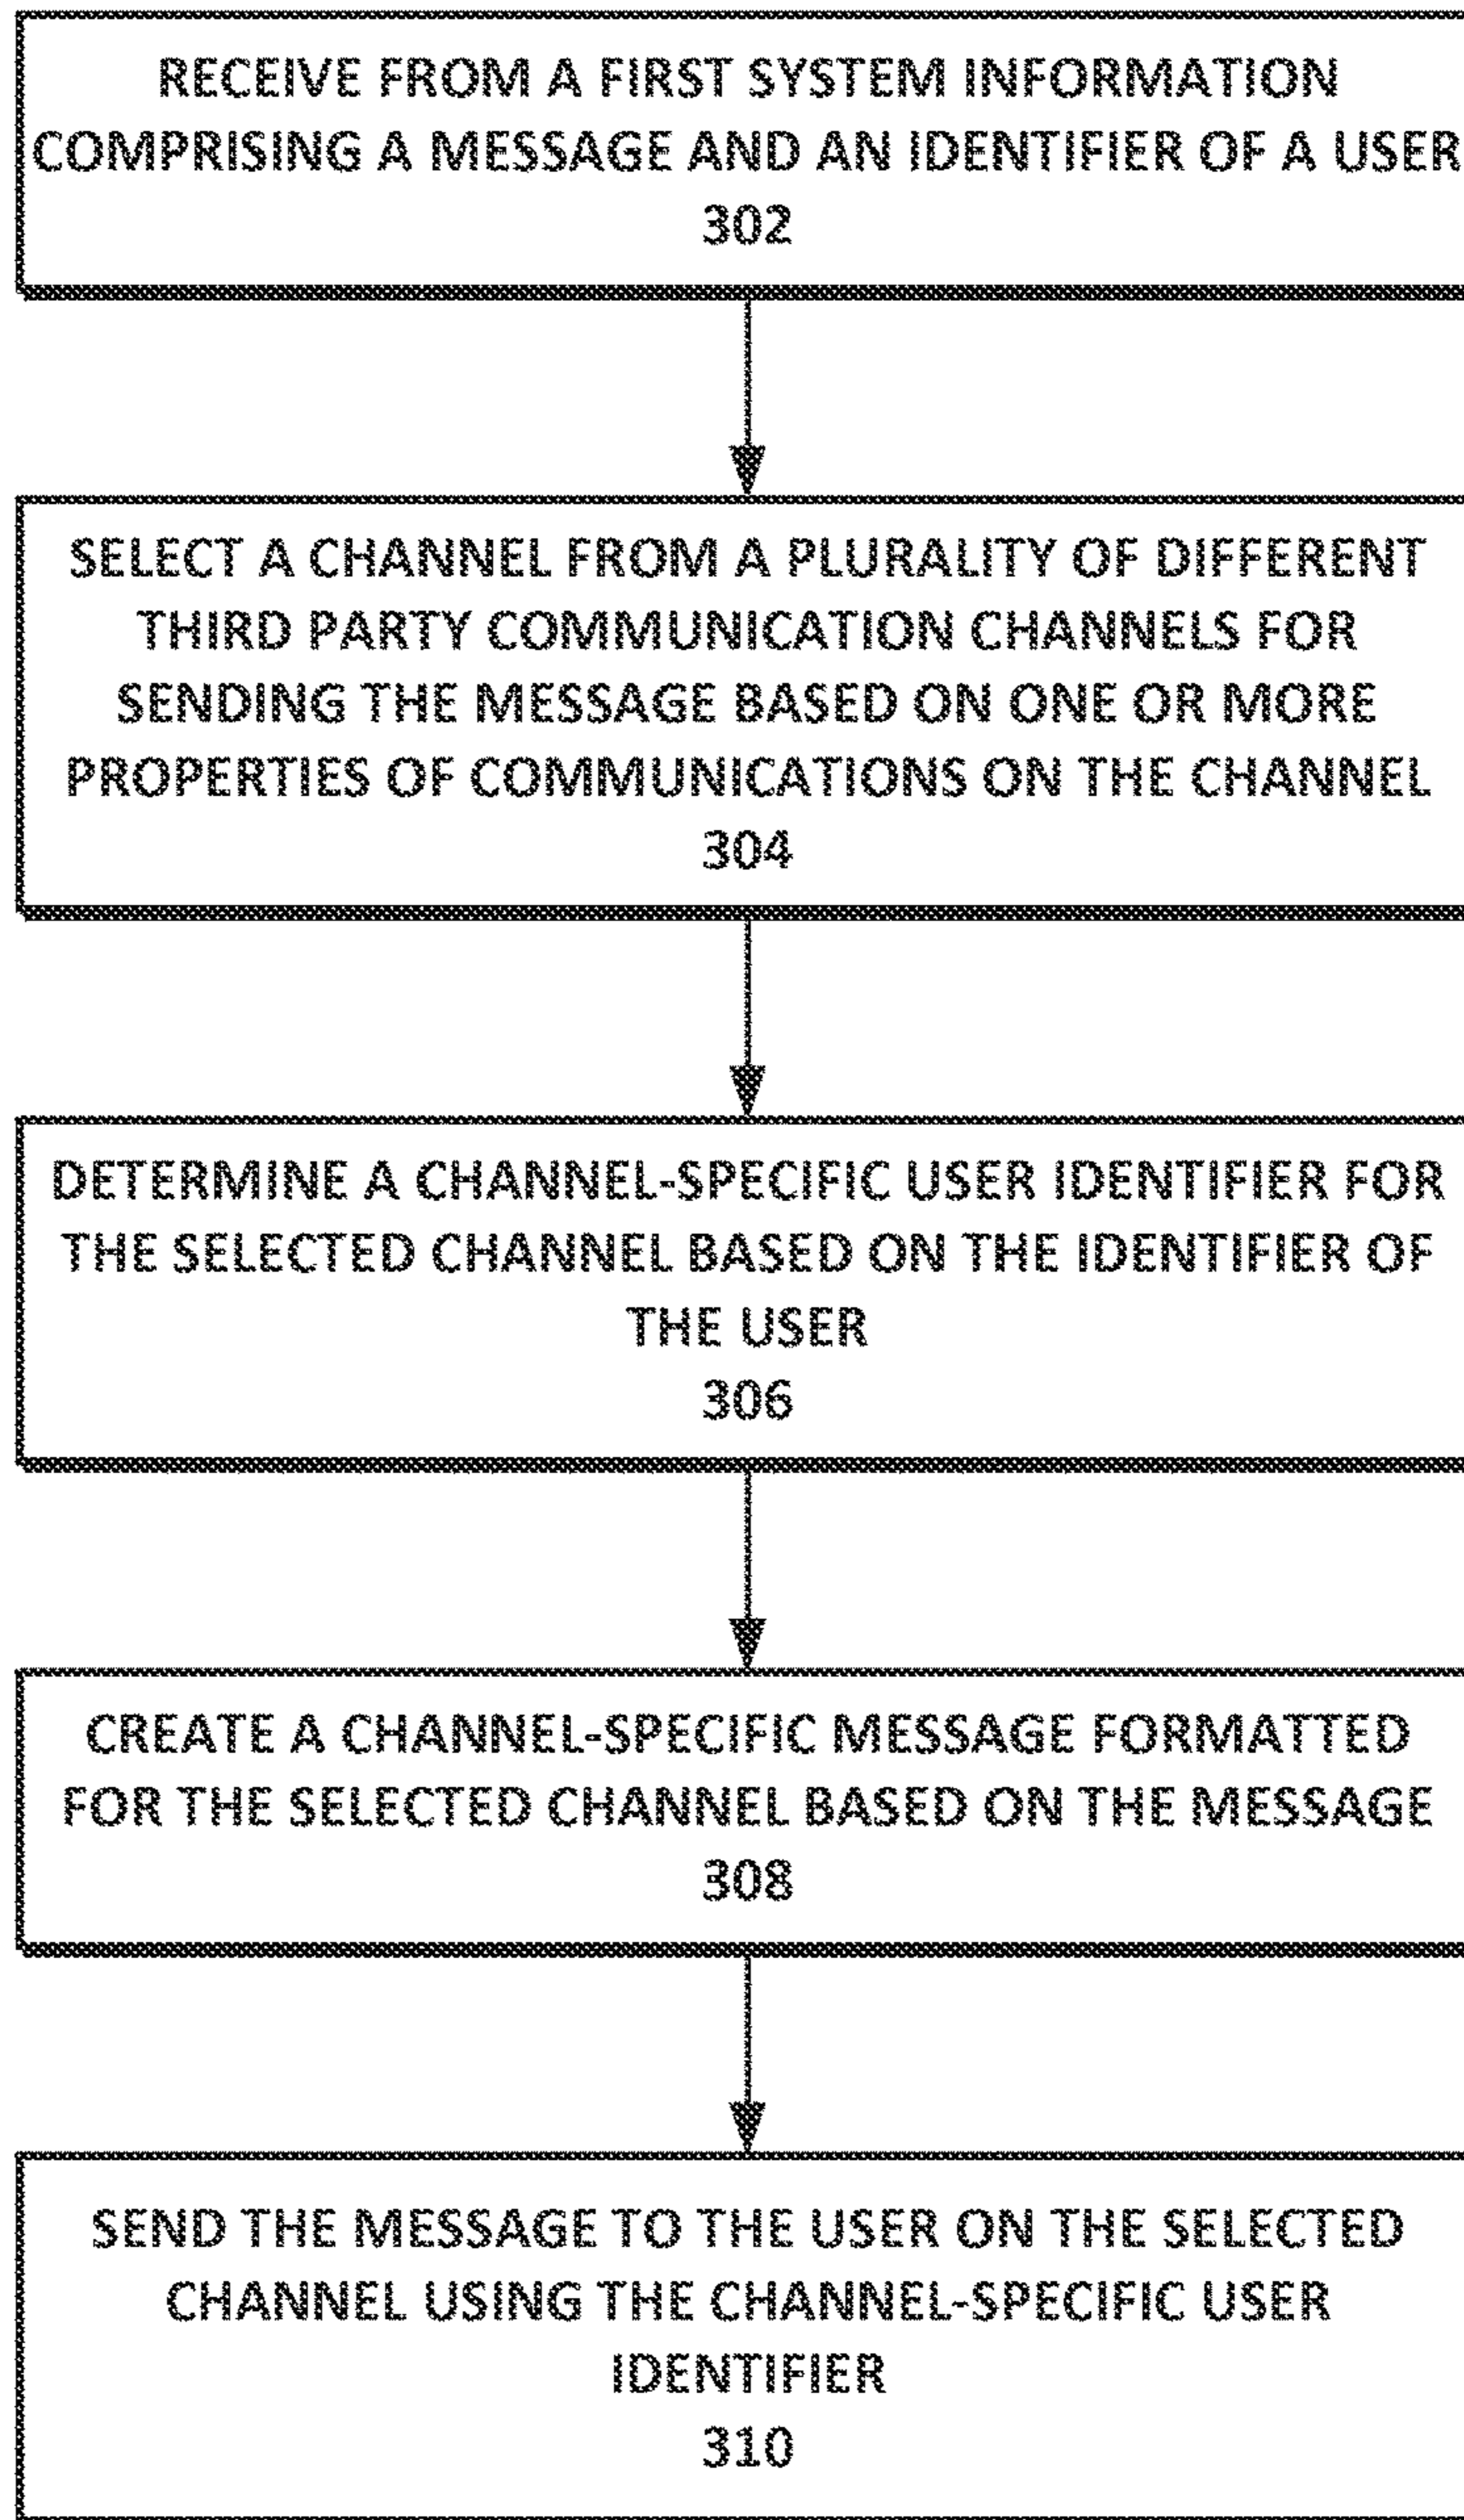 RECEIVE FROM A FIRST SYSTEM INFORMATION
COMPRISING A MESSAGE AND AN IDENTIFIER OF A USER
302
SELECT A CHANNEL FROM A PLURALITY OF DIFFERENT
THIRD PARTY COMMUNICATION CHANNELS FOR
SENDING THE MESSAGE BASED ON ONE OR MORE
PROPERTIES OF COMMUNICATIONS ON THE CHANNEL
304
DETERMINE A CHANNEL-SPECIFIC USER IDENTIFIER FOR
THE SELECTED CHANNEL BASED ON THE IDENTIFIER OF
THE USER
306
CREATE A CHANNEL-SPECIFIC MESSAGE FORMATTED
FOR THE SELECTED CHANNEL BASED ON THE MESSAGE
308
SEND THE MESSAGE TO THE USER ON THE SELECTED
CHANNEL USING THE CHANNEL-SPECIFIC USER
IDENTIFIER
310